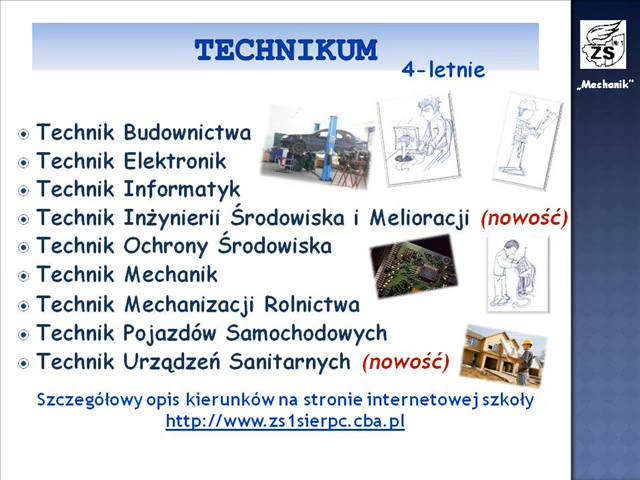 TECHNIKUM
4-letnie
ZS
Nr 1
„Mechanik”
Technik Budownictwa
Technik Elektronik
Technik Informatyk
Technik Inżynierii Środowiska i Melioracji (nowość)
Technik Ochrony Środowiska
Technik Mechanik
Technik Mechanizacji Rolnictwa
Technik Pojazdów Samochodowych
Technik Urządzeń Sanitarnych (nowość)
Szczegółowy opis kierunków na stronie internetowej szkoły
http://www.zs1sierpc.cba.pl